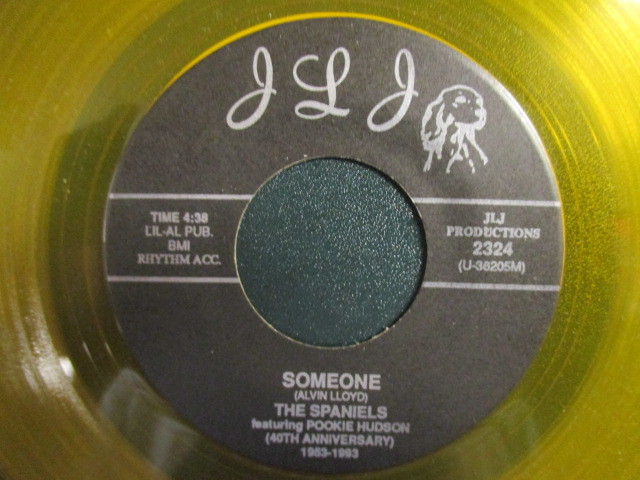 JLJ
TIME 4:38
LIL-AL PUB.
BMI
RHYTHM ACC.
JLJ
PRODUCTIONS
2324
(U-36205M)
SOMEONE
(ALVIN LLOYD)
THE SPANIELS
featuring POOKIE HUDSON
(40TH ANNIVERSARY)
1953-1993